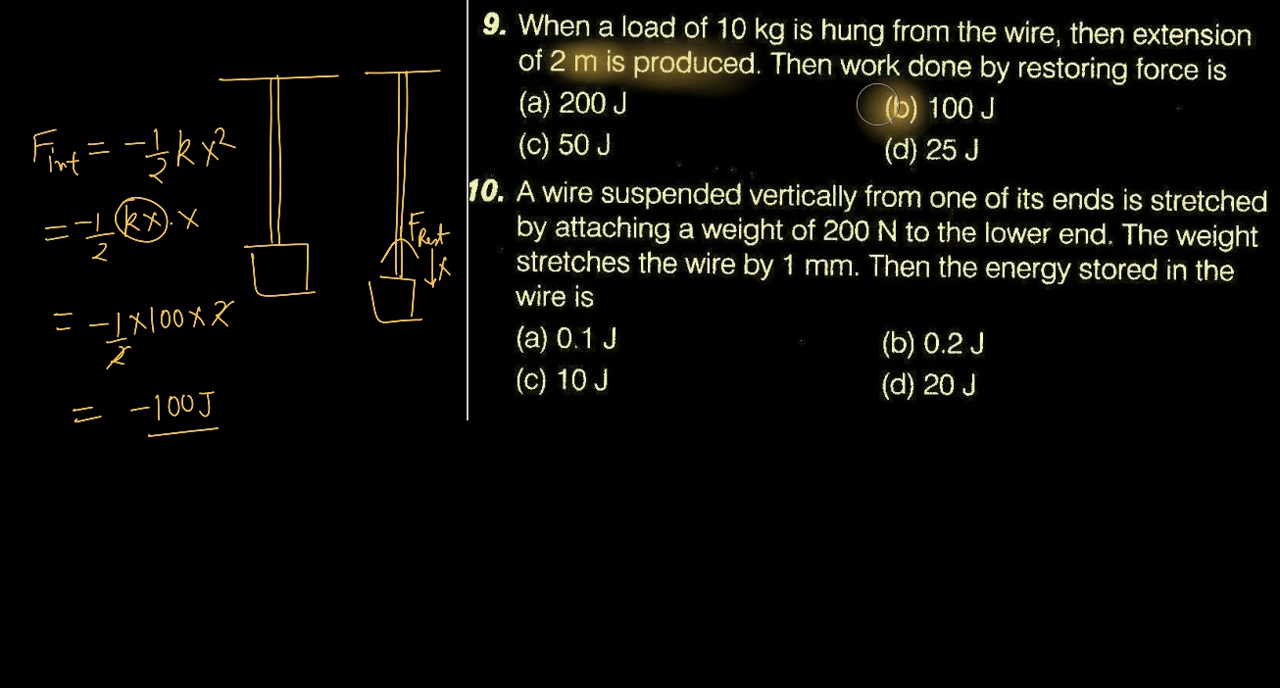 F_int = -1/2 k x²
= -1/2 (kx) · x
= -1/2 × 100 × 2
= -100J
F_Rest
↓x
9. When a load of 10 kg is hung from the wire, then extension
of 2 m is produced. Then work done by restoring force is
(a) 200 J (b) 100 J
(c) 50 J (d) 25 J
10. A wire suspended vertically from one of its ends is stretched
by attaching a weight of 200 N to the lower end. The weight
stretches the wire by 1 mm. Then the energy stored in the
wire is
(a) 0.1 J (b) 0.2 J
(c) 10 J (d) 20 J